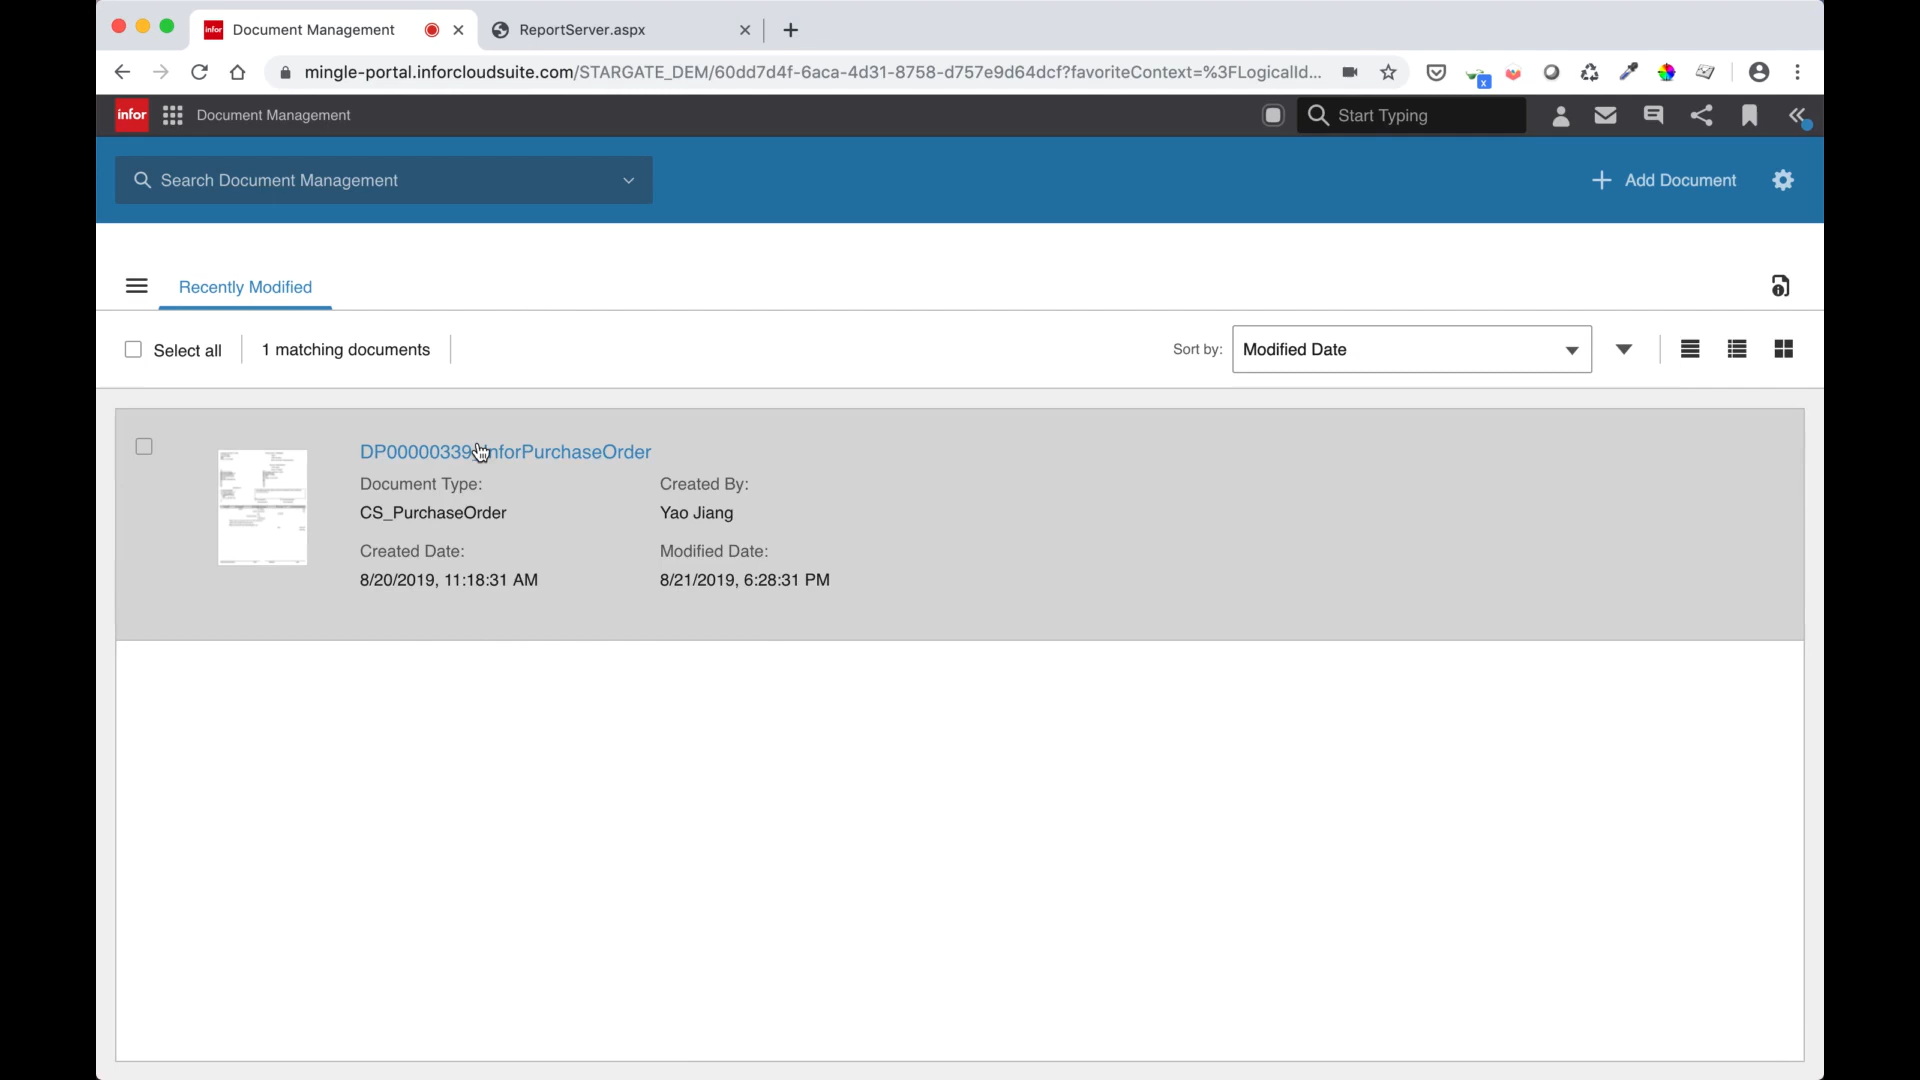 Document Management
ReportServer.aspx
mingle-portal.inforcloudsuite.com/STARGATE_DEM/60dd7d4f-6aca-4d31-8758-d757e9d64dcf?favoriteContext=%3FLogicalId...
x
infor
Document Management
Start Typing
Search Document Management
Add Document
Recently Modified
Select all
1 matching documents
Sort by:
Modified Date
DP00000339_InforPurchaseOrder
Document Type:
Created By:
CS_PurchaseOrder
Yao Jiang
Created Date:
Modified Date:
8/20/2019, 11:18:31 AM
8/21/2019, 6:28:31 PM